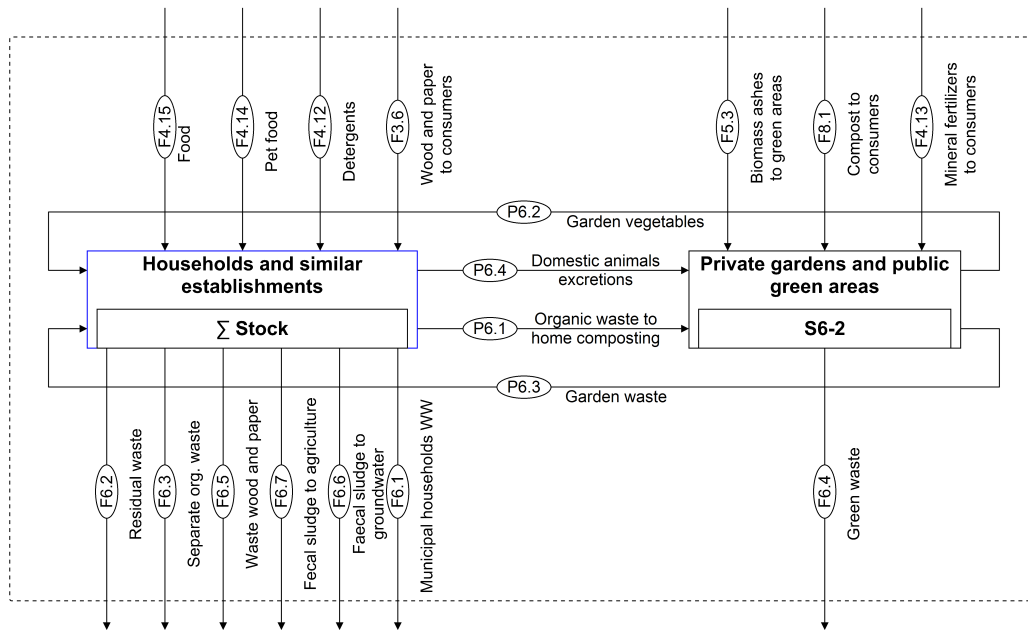 F4.15
Food
F4.14
Pet food
F4.12
Detergents
F3.6
Wood and paper
to consumers
F5.3
Biomass ashes
to green areas
F8.1
Compost to
consumers
F4.13
Mineral fertilizers
to consumers
P6.2
Garden vegetables
Households and similar
establishments
∑ Stock
P6.4
Domestic animals
excretions
P6.1
Organic waste to
home composting
Private gardens and public
green areas
S6-2
P6.3
Garden waste
F6.2
Residual waste
F6.3
Separate org. waste
F6.5
Waste wood and paper
F6.7
Fecal sludge to agriculture
F6.6
Faecal sludge to
groundwater
F6.1
Municipal households WW
F6.4
Green waste